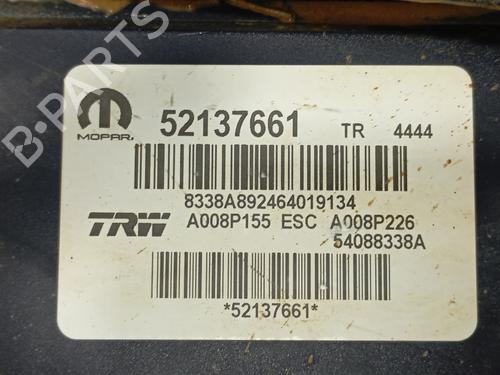 MOPAR
52137661 TR 4444
8338A892464019134
TRW A008P155 ESC A008P226
54088338A
*52137661*
B-PARTS